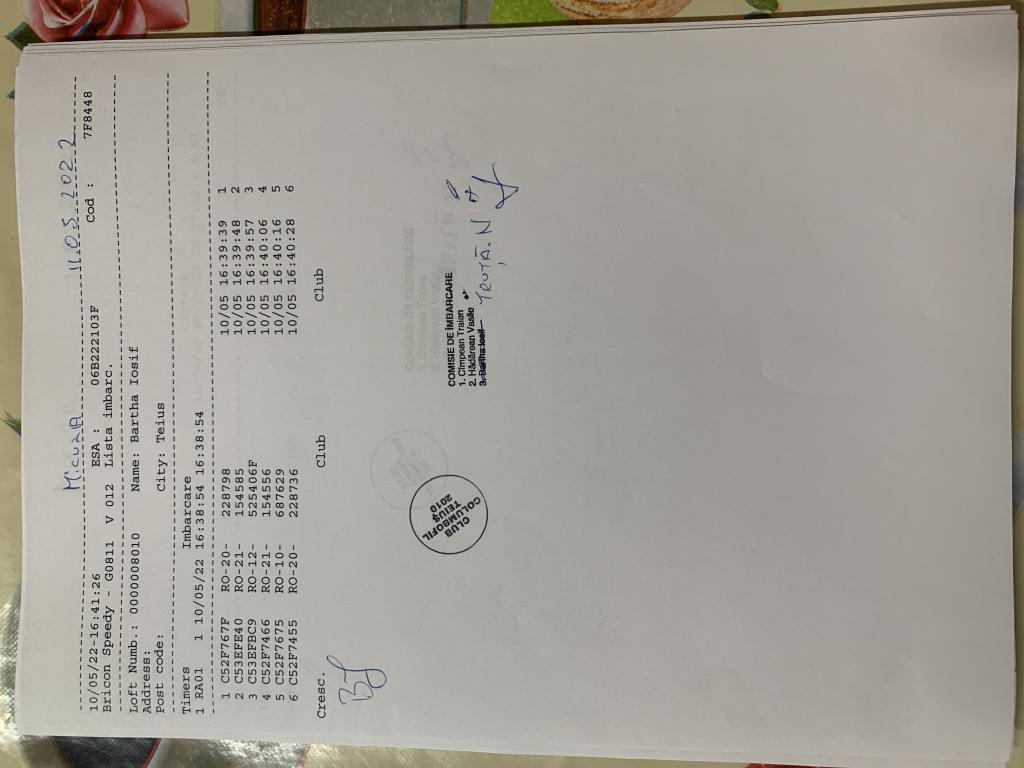 Micuza 11.05.2022
10/05/22-16:41:26 ESA : 06B222103F Cod : 7F8448
Bricon Speedy - G0811 V 012 Lista imbarc.
Loft Numb.: 0000008010 Name: Bartha Iosif
Address:
Post code: City: Teius
Timers Imbarcare
1 RA01 1 10/05/22 16:38:54 16:38:54
1 C52F767F RO-20- 228798 10/05 16:39:39 1
2 C53EFE40 RO-21- 154585 10/05 16:39:48 2
3 C53EFBC9 RO-12- 525406F 10/05 16:39:57 3
4 C52F7466 RO-21- 154556 10/05 16:40:06 4
5 C52F7675 RO-10- 687629 10/05 16:40:16 5
6 C52F7455 RO-20- 228736 10/05 16:40:28 6
Cresc. Club Club
CLUB
COLUMBOFIL
TEIUȘ
2010
COMISIE DE ÎMBARCARE
1. Cîmpean Traian
2. Hădărean Vasile
3. Bartha Iosif TRUȚĂ. N